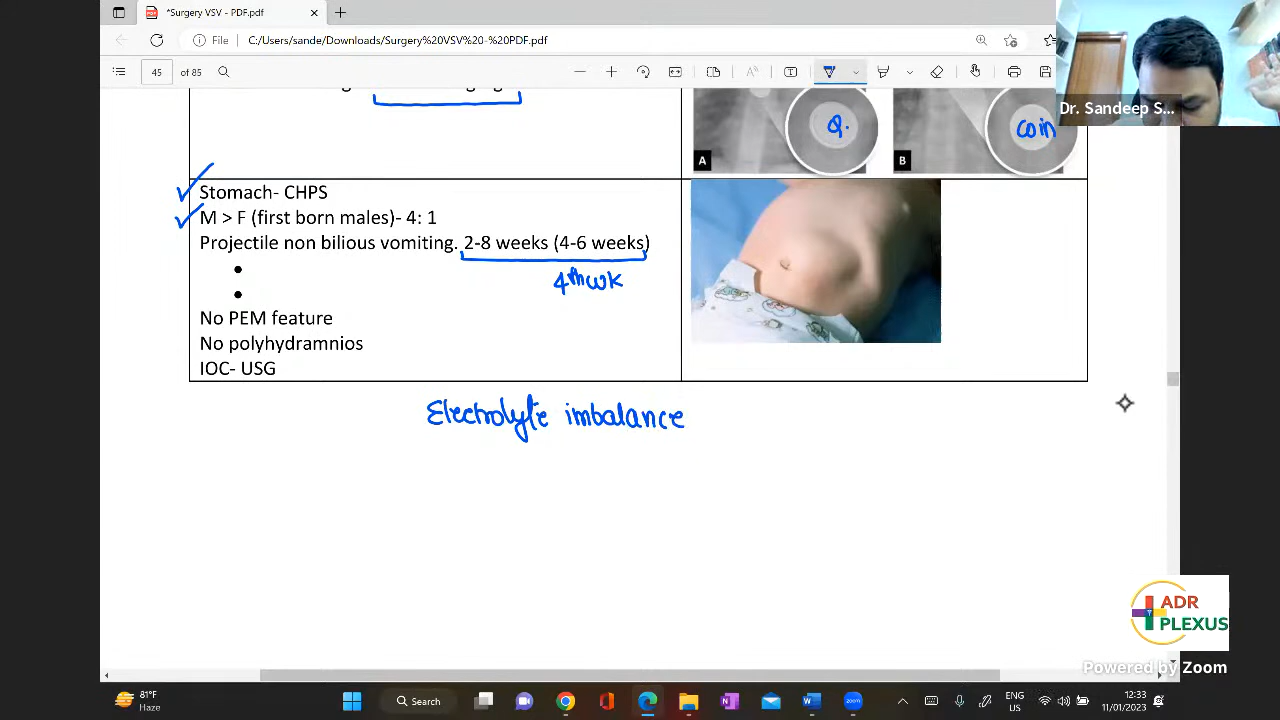 *Surgery VSV - PDF.pdf
File
C:/Users/sande/Downloads/Surgery%20VSV%20-%20PDF.pdf
45
of 85
Dr. Sandeep S...
Q.
coin
A
B
Stomach- CHPS
M > F (first born males)- 4: 1
Projectile non bilious vomiting. 2-8 weeks (4-6 weeks)
4th wk
No PEM feature
No polyhydramnios
IOC- USG
Electrolyte imbalance
ADR
PLEXUS
Powered by Zoom
81°F
Haze
Search
zoom
ENG
US
12:33
11/01/2023